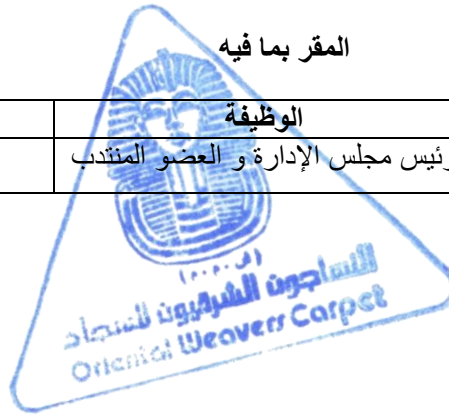 المقر بما فيه
الوظيفة
رئيس مجلس الإدارة و العضو المنتدب
(ش.م.م)
النساجون الشرقيون للسجاد
Oriental Weavers Carpet